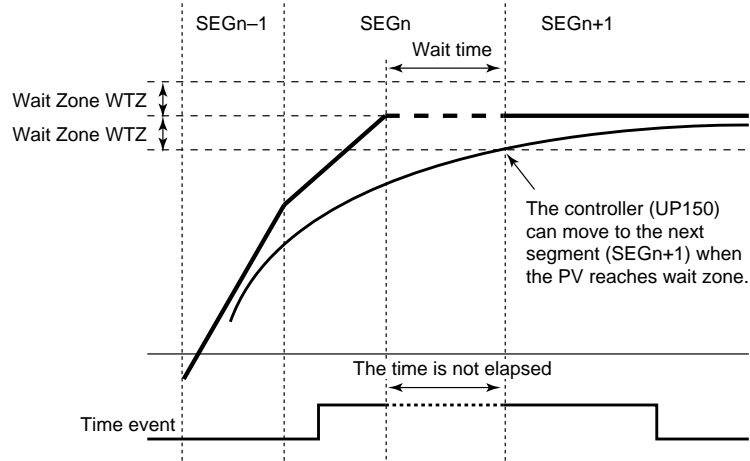 SEGn–1
SEGn
SEGn+1
Wait time
Wait Zone WTZ
Wait Zone WTZ
The controller (UP150)
can move to the next
segment (SEGn+1) when
the PV reaches wait zone.
The time is not elapsed
Time event